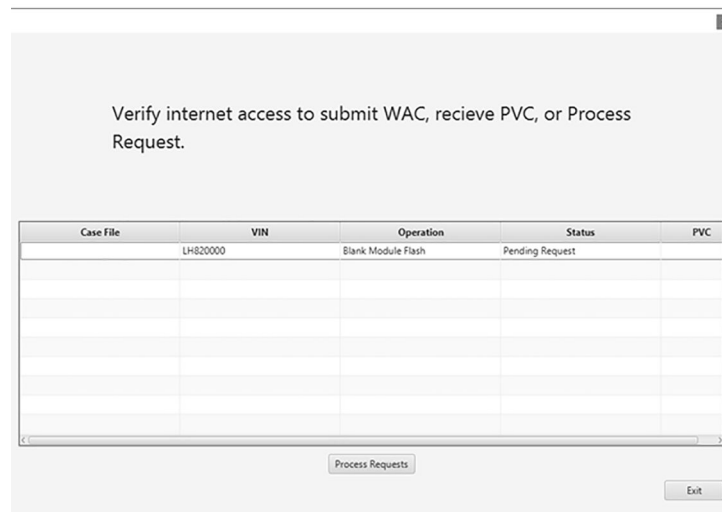 Verify internet access to submit WAC, recieve PVC, or Process
Request.
Case File VIN Operation Status PVC
LH820000 Blank Module Flash Pending Request
Process Requests
Exit